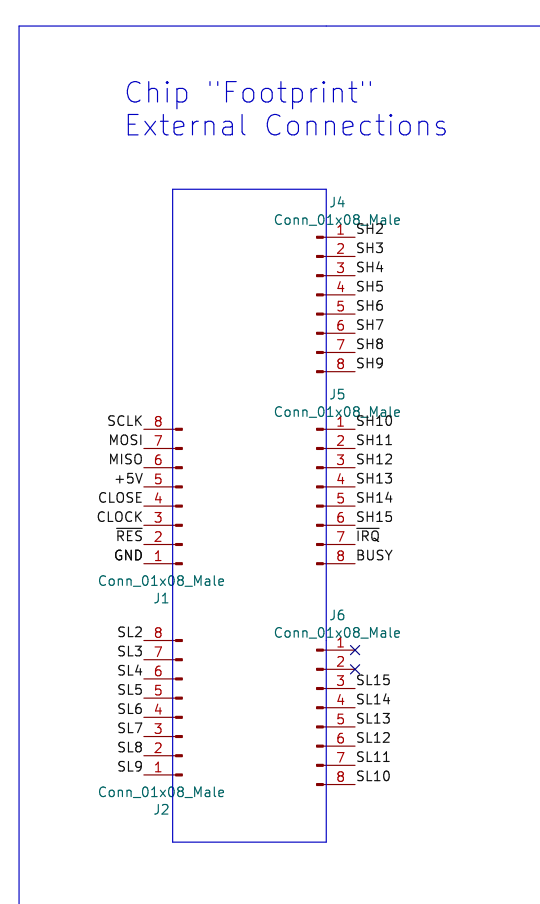 Chip "Footprint"
External Connections
J4
Conn_01x08_Male
1 SH2
2 SH3
3 SH4
4 SH5
5 SH6
6 SH7
7 SH8
8 SH9
J5
Conn_01x08_Male
SCLK 8 1 SH10
MOSI 7 2 SH11
MISO 6 3 SH12
+5V 5 4 SH13
CLOSE 4 5 SH14
CLOCK 3 6 SH15
RES 2 7 IRQ
GND 1 8 BUSY
Conn_01x08_Male
J1
J6
Conn_01x08_Male
SL2 8 1
SL3 7 2
SL4 6 3 SL15
SL5 5 4 SL14
SL6 4 5 SL13
SL7 3 6 SL12
SL8 2 7 SL11
SL9 1 8 SL10
Conn_01x08_Male
J2